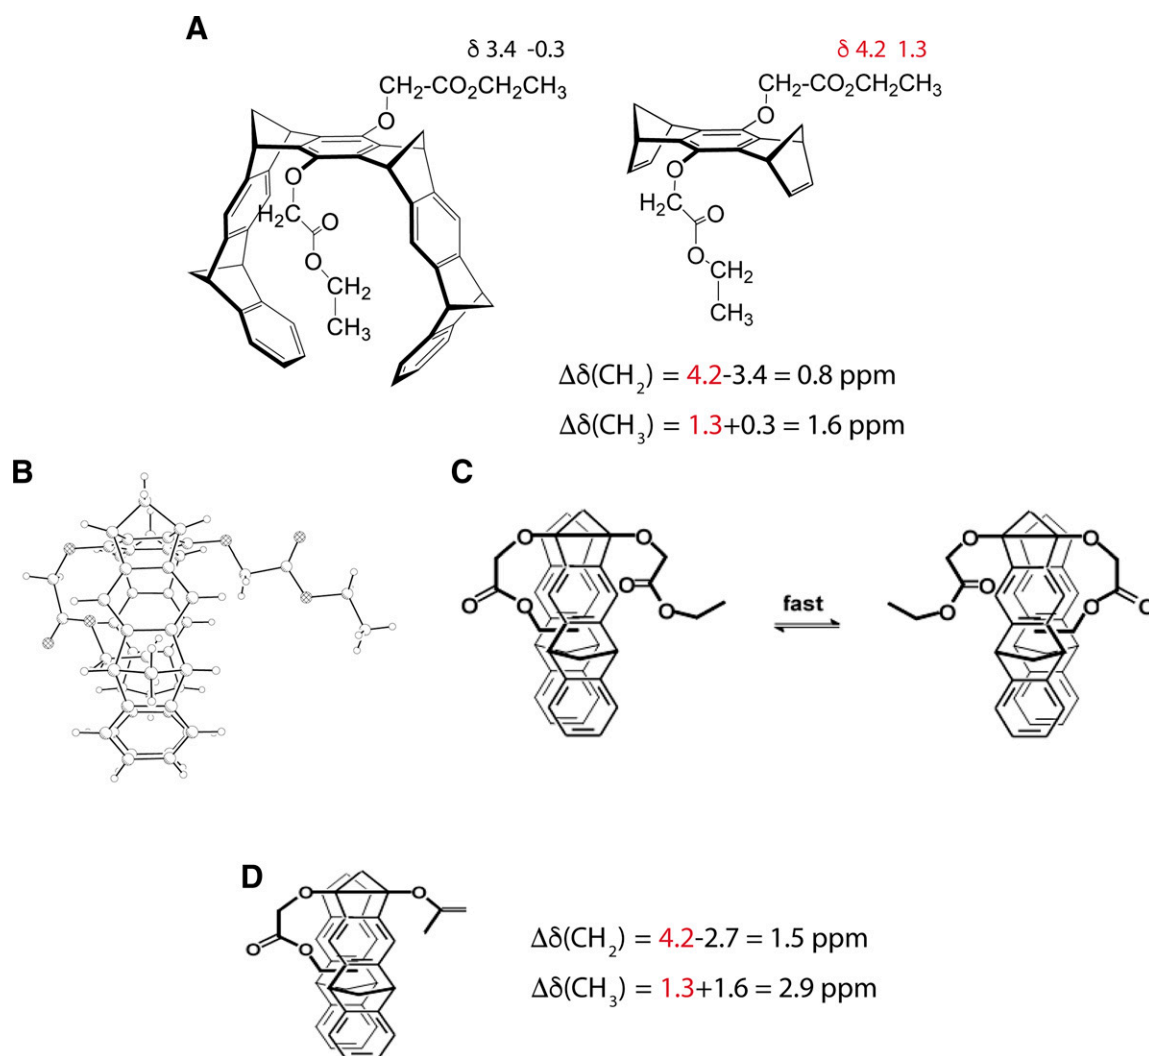 A
δ 3.4 -0.3
CH2-CO2CH2CH3
O
O
H2C
O
O
CH2
CH3
δ 4.2 1.3
CH2-CO2CH2CH3
O
O
H2C
O
O
CH2
CH3
Δδ(CH2) = 4.2-3.4 = 0.8 ppm
Δδ(CH3) = 1.3+0.3 = 1.6 ppm
B
C
O O
O O
O
fast
O O
O O
O
D
O O
O O
Δδ(CH2) = 4.2-2.7 = 1.5 ppm
Δδ(CH3) = 1.3+1.6 = 2.9 ppm